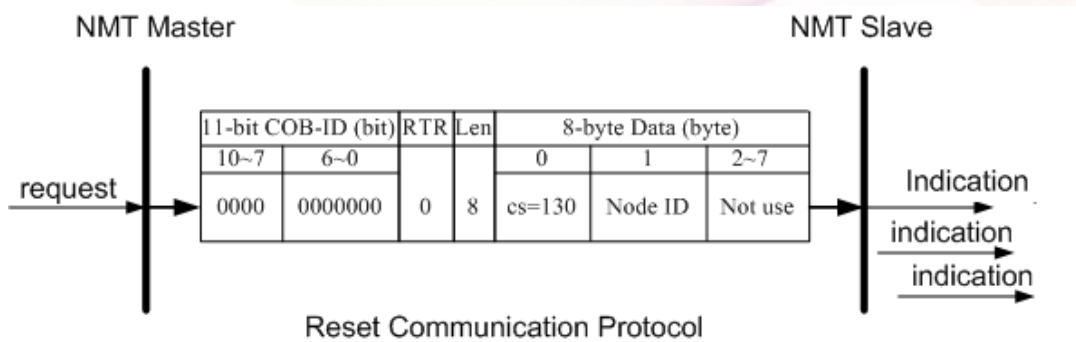 NMT Master NMT Slave
11-bit COB-ID (bit) RTR Len 8-byte Data (byte)
10~7 6~0 0 1 2~7
request 0000 0000000 0 8 cs=130 Node ID Not use Indication
indication
indication
Reset Communication Protocol